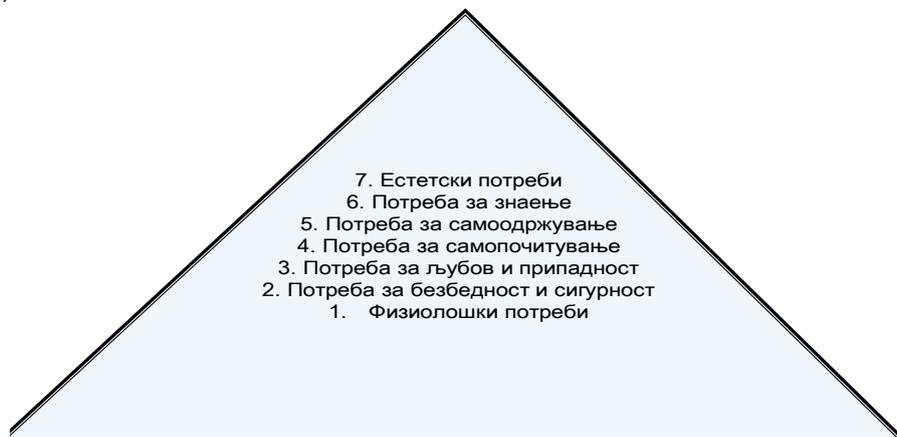 7. Естетски потреби
6. Потреба за знаење
5. Потреба за самоодржување
4. Потреба за самопочитување
3. Потреба за љубов и припадност
2. Потреба за безбедност и сигурност
1. Физиолошки потреби